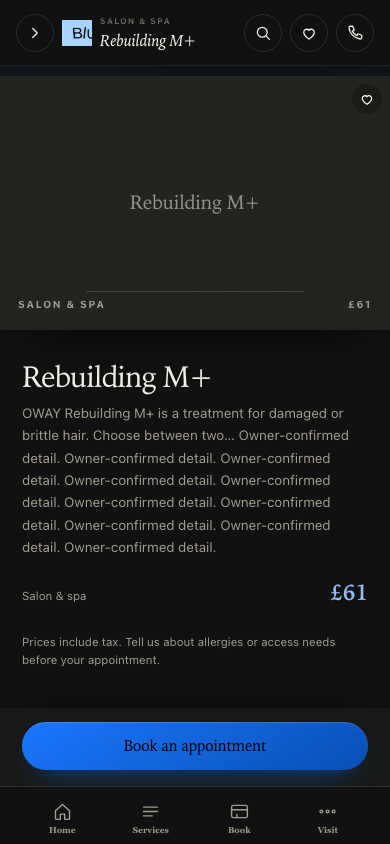 SALON & SPA
Rebuilding M+
Rebuilding M+
SALON & SPA
£61
Rebuilding M+
OWAY Rebuilding M+ is a treatment for damaged or
brittle hair. Choose between two... Owner-confirmed
detail. Owner-confirmed detail. Owner-confirmed
detail. Owner-confirmed detail. Owner-confirmed
detail. Owner-confirmed detail. Owner-confirmed
detail. Owner-confirmed detail. Owner-confirmed
detail. Owner-confirmed detail.
Salon & spa
£61
Prices include tax. Tell us about allergies or access needs
before your appointment.
Book an appointment
Home
Services
Book
Visit